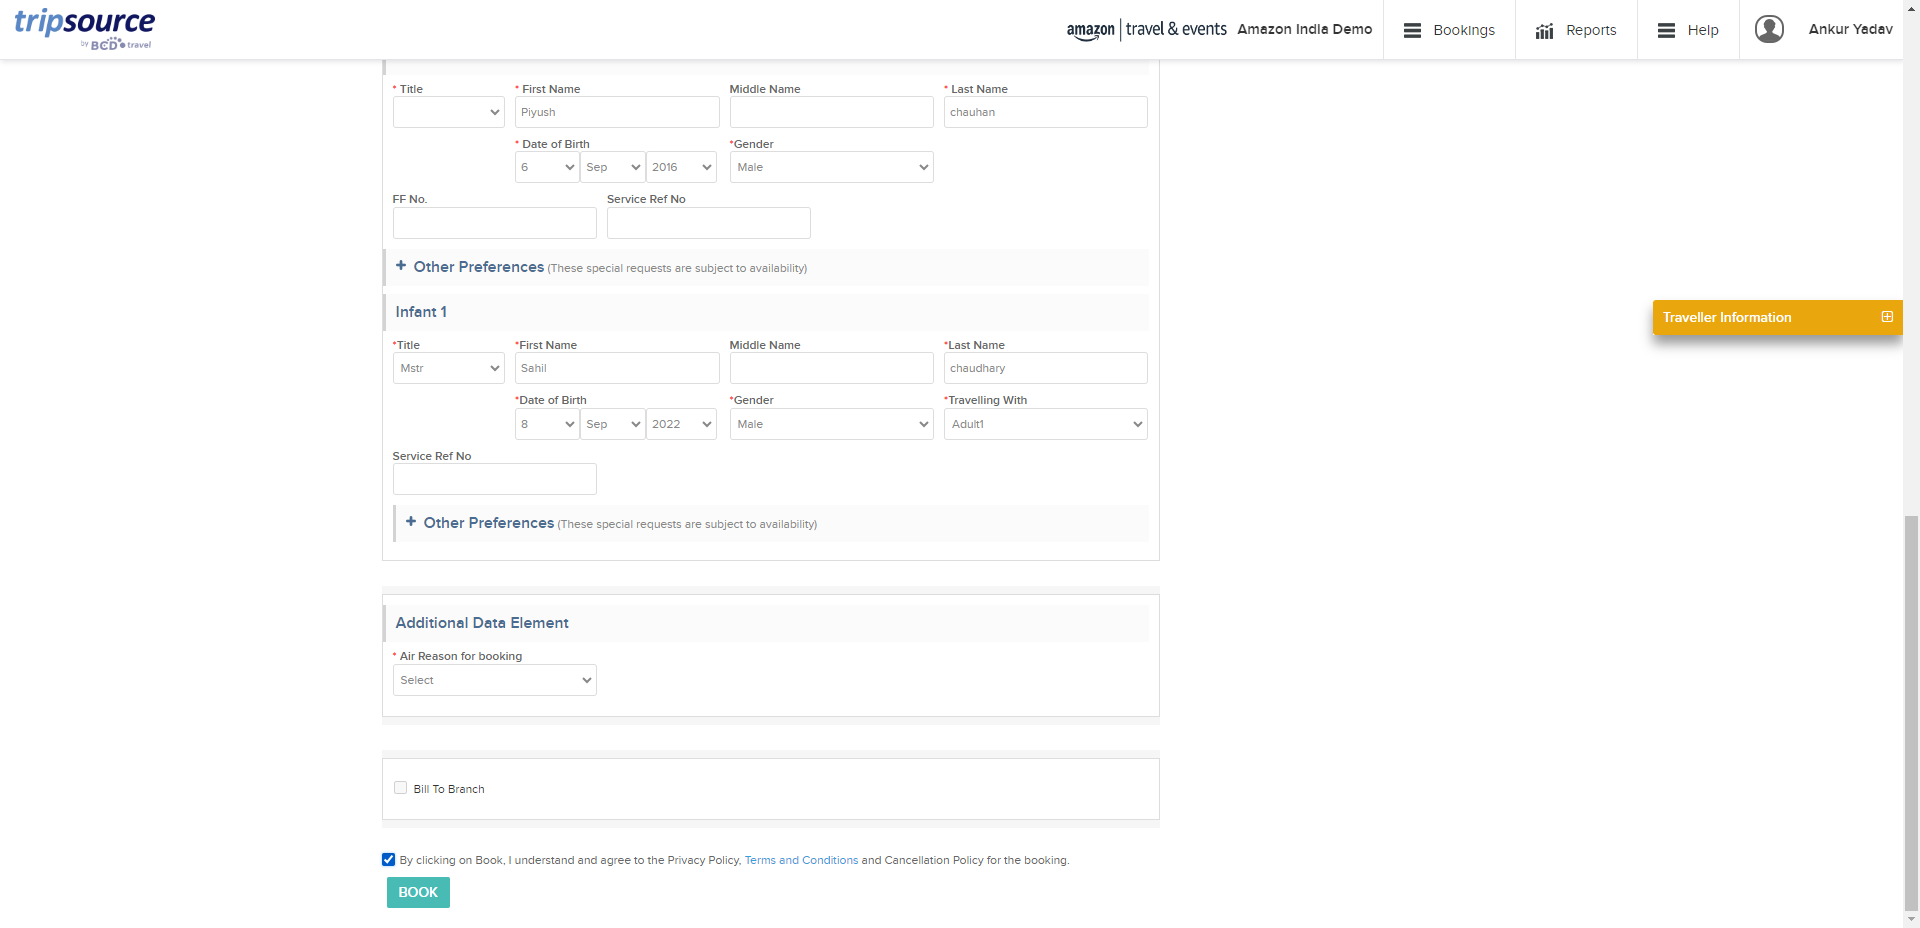 tripsource
by BCD travel
amazon | travel & events Amazon India Demo
Bookings
Reports
Help
Ankur Yadav
* Title
* First Name
Middle Name
* Last Name
Piyush
chauhan
* Date of Birth
*Gender
6
Sep
2016
Male
FF No.
Service Ref No
+ Other Preferences (These special requests are subject to availability)
Infant 1
Traveller Information
*Title
*First Name
Middle Name
*Last Name
Mstr
Sahil
chaudhary
*Date of Birth
*Gender
*Travelling With
8
Sep
2022
Male
Adult1
Service Ref No
+ Other Preferences (These special requests are subject to availability)
Additional Data Element
* Air Reason for booking
Select
Bill To Branch
By clicking on Book, I understand and agree to the Privacy Policy, Terms and Conditions and Cancellation Policy for the booking.
BOOK